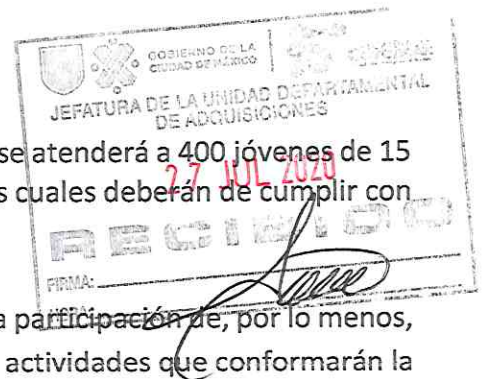 GOBIERNO DE LA
CIUDAD DE MÉXICO
JEFATURA DE LA UNIDAD DEPARTAMENTAL
DE ADQUISICIONES
se atenderá a 400 jóvenes de 15
27 JUL 2020
s cuales deberán de cumplir con
RECIBIDO
FIRMA:
a participación de, por lo menos,
actividades que conformarán la